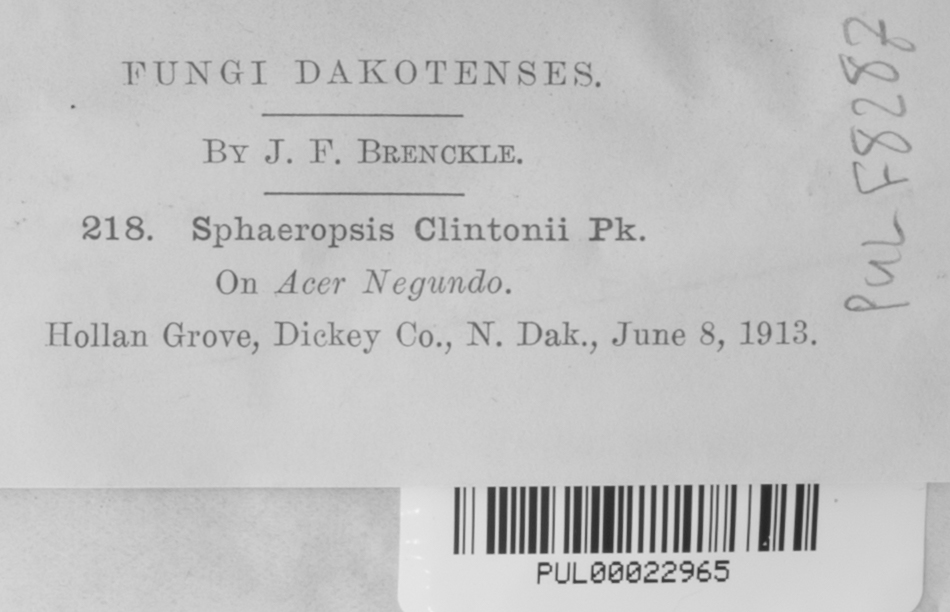 FUNGI DAKOTENSES.
BY J. F. BRENCKLE.
218. Sphaeropsis Clintonii Pk.
On Acer Negundo.
Hollan Grove, Dickey Co., N. Dak., June 8, 1913.
PUL F8287
PUL00022965